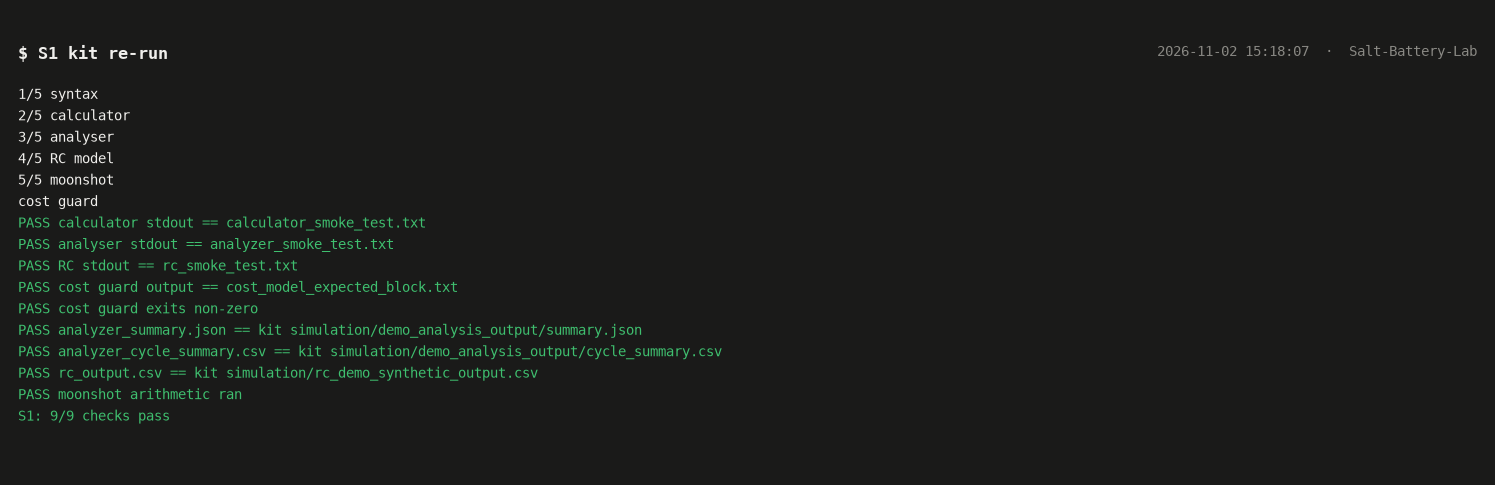 $ S1 kit re-run
2026-11-02 15:18:07 · Salt-Battery-Lab
1/5 syntax
2/5 calculator
3/5 analyser
4/5 RC model
5/5 moonshot
cost guard
PASS calculator stdout == calculator_smoke_test.txt
PASS analyser stdout == analyzer_smoke_test.txt
PASS RC stdout == rc_smoke_test.txt
PASS cost guard output == cost_model_expected_block.txt
PASS cost guard exits non-zero
PASS analyzer_summary.json == kit simulation/demo_analysis_output/summary.json
PASS analyzer_cycle_summary.csv == kit simulation/demo_analysis_output/cycle_summary.csv
PASS rc_output.csv == kit simulation/rc_demo_synthetic_output.csv
PASS moonshot arithmetic ran
S1: 9/9 checks pass